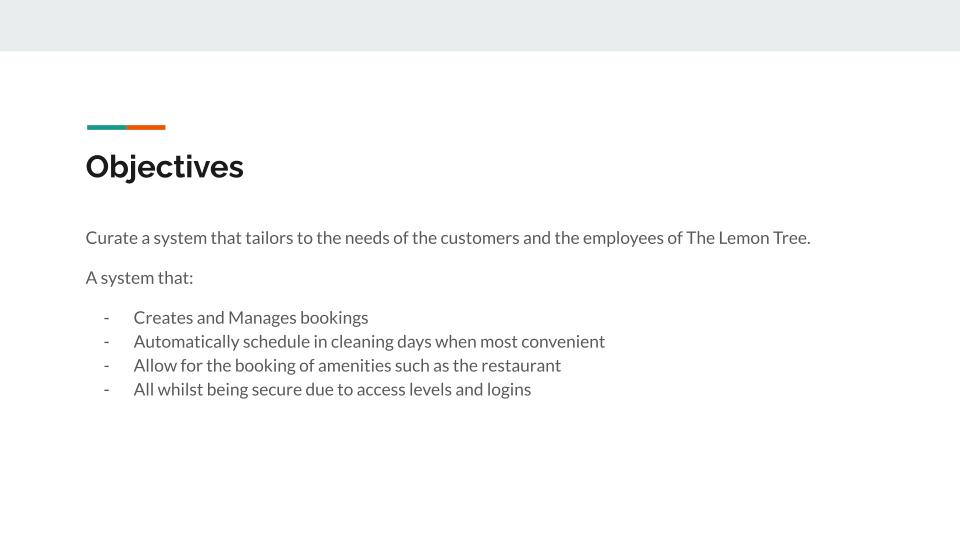 Objectives
Curate a system that tailors to the needs of the customers and the employees of The Lemon Tree.
A system that:
- Creates and Manages bookings
- Automatically schedule in cleaning days when most convenient
- Allow for the booking of amenities such as the restaurant
- All whilst being secure due to access levels and logins